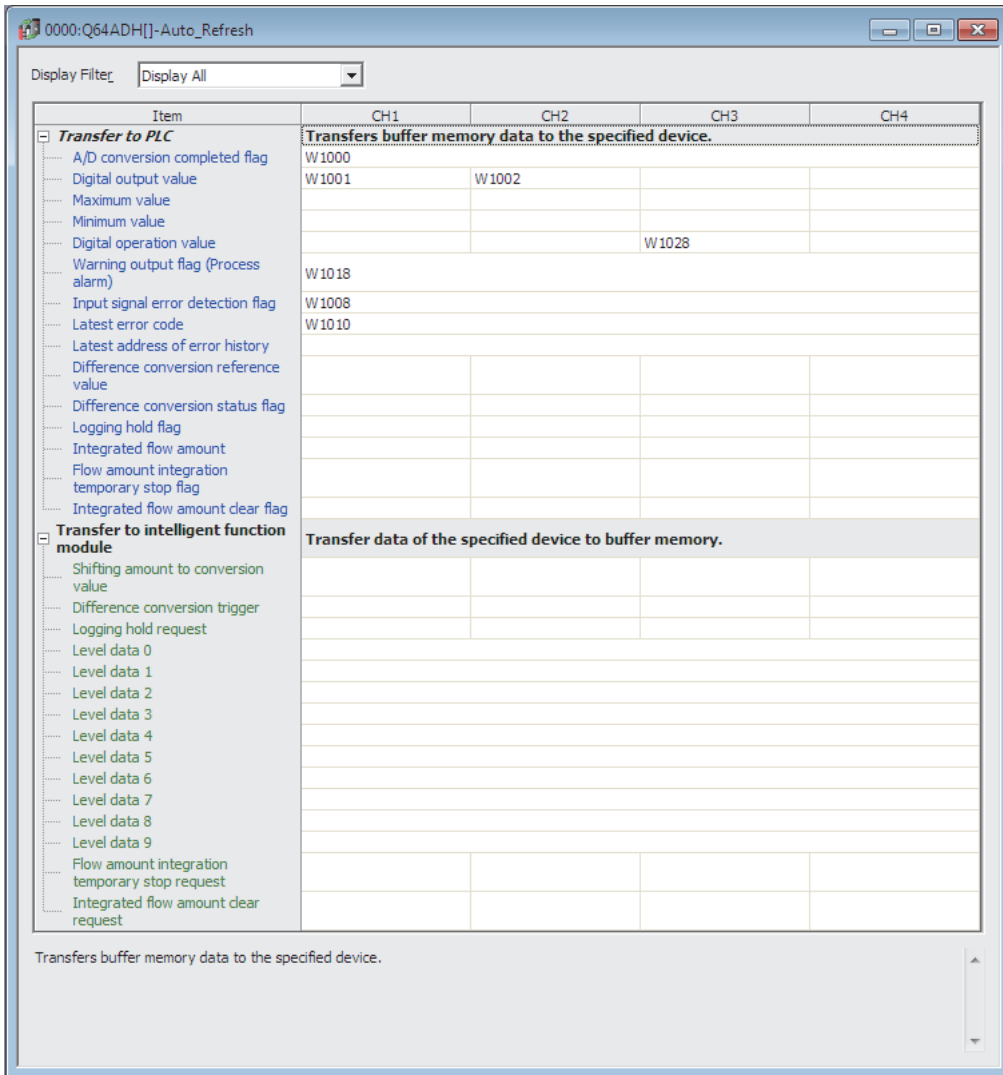 0000:Q64ADH[]-Auto_Refresh
Display Filter Display All
Item CH1 CH2 CH3 CH4
Transfer to PLC Transfers buffer memory data to the specified device.
A/D conversion completed flag W1000
Digital output value W1001 W1002
Maximum value
Minimum value
Digital operation value W1028
Warning output flag (Process
alarm) W1018
Input signal error detection flag W1008
Latest error code W1010
Latest address of error history
Difference conversion reference
value
Difference conversion status flag
Logging hold flag
Integrated flow amount
Flow amount integration
temporary stop flag
Integrated flow amount clear flag
Transfer to intelligent function
module Transfer data of the specified device to buffer memory.
Shifting amount to conversion
value
Difference conversion trigger
Logging hold request
Level data 0
Level data 1
Level data 2
Level data 3
Level data 4
Level data 5
Level data 6
Level data 7
Level data 8
Level data 9
Flow amount integration
temporary stop request
Integrated flow amount clear
request
Transfers buffer memory data to the specified device.